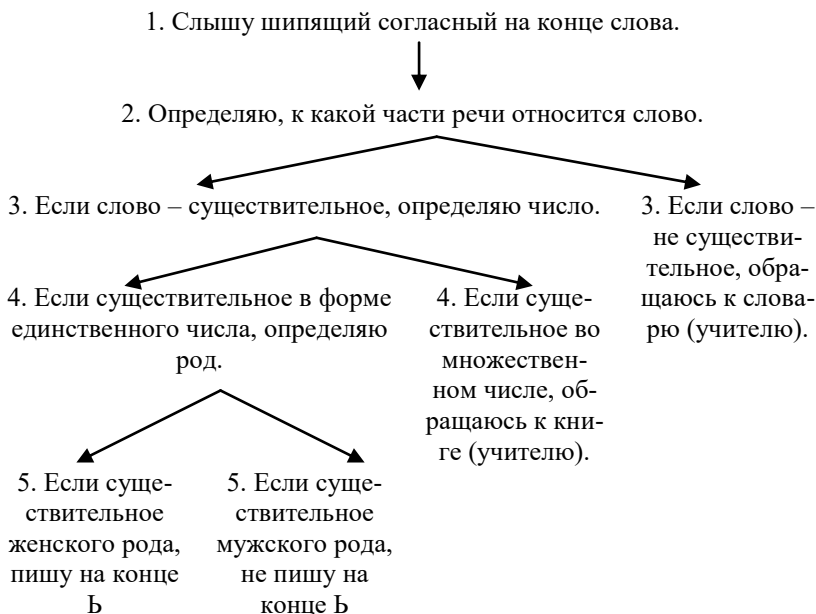 1. Слышу шипящий согласный на конце слова.
2. Определяю, к какой части речи относится слово.
3. Если слово – существительное, определяю число.
3. Если слово –
не существи-
тельное, обра-
щаюсь к слова-
рю (учителю).
4. Если существительное в форме
единственного числа, определяю
род.
4. Если суще-
ствительное во
множествен-
ном числе, об-
ращаюсь к кни-
ге (учителю).
5. Если суще-
ствительное
женского рода,
пишу на конце
Ь
5. Если суще-
ствительное
мужского рода,
не пишу на
конце Ь